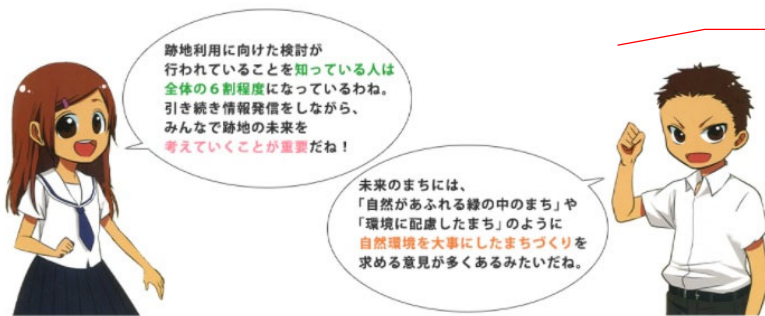 跡地利用に向けた検討が
行われていることを知っている人は
全体の６割程度になっているわね。
引き続き情報発信をしながら、
みんなで跡地の未来を
考えていくことが重要だね！
未来のまちには、
「自然があふれる緑の中のまち」や
「環境に配慮したまち」のように
自然環境を大事にしたまちづくりを
求める意見が多くあるみたいだね。